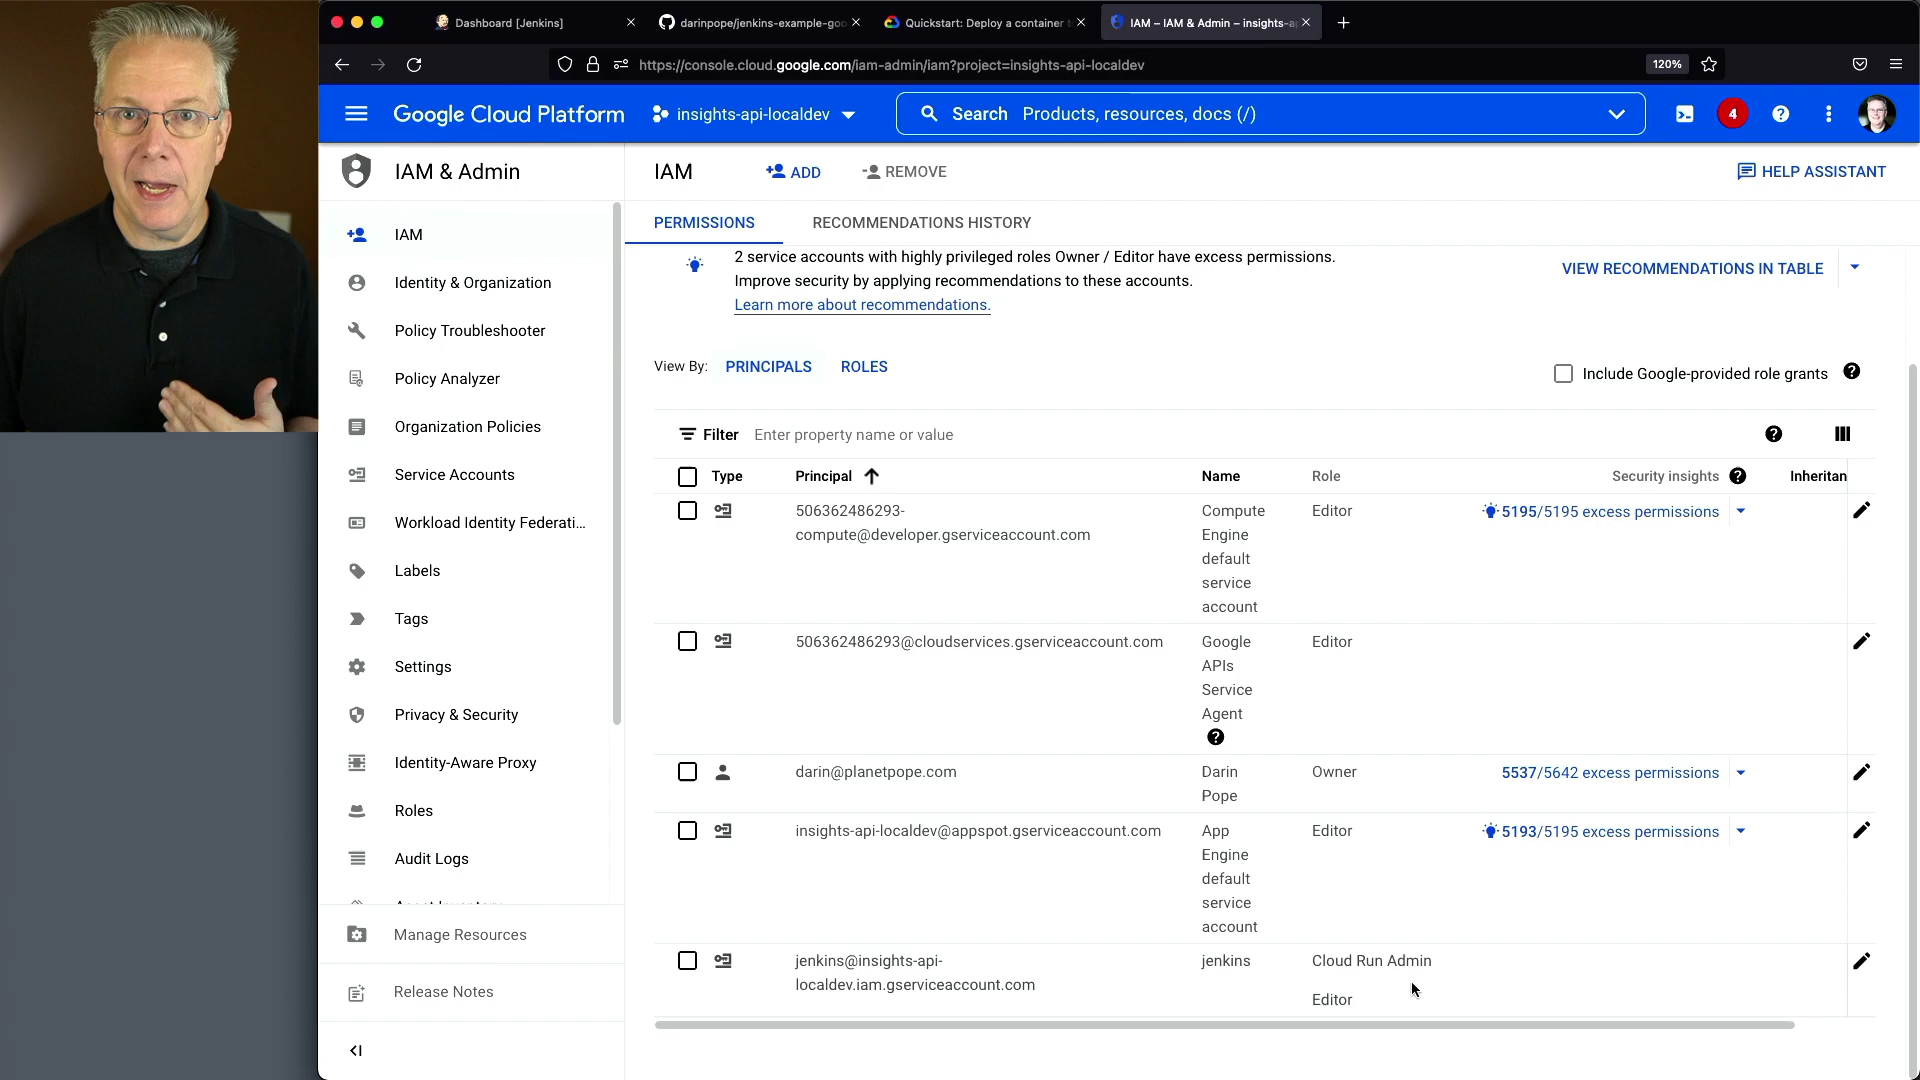 Dashboard [Jenkins]
darinpope/jenkins-example-goo
Quickstart: Deploy a container t
IAM – IAM & Admin – insights-a
https://console.cloud.google.com/iam-admin/iam?project=insights-api-localdev
120%
Google Cloud Platform
insights-api-localdev
Search Products, resources, docs (/)
4
IAM & Admin
IAM
ADD
REMOVE
HELP ASSISTANT
IAM
Identity & Organization
Policy Troubleshooter
Policy Analyzer
Organization Policies
Service Accounts
Workload Identity Federati...
Labels
Tags
Settings
Privacy & Security
Identity-Aware Proxy
Roles
Audit Logs
Manage Resources
Release Notes
PERMISSIONS
RECOMMENDATIONS HISTORY
2 service accounts with highly privileged roles Owner / Editor have excess permissions.
Improve security by applying recommendations to these accounts.
Learn more about recommendations.
VIEW RECOMMENDATIONS IN TABLE
View By: PRINCIPALS ROLES
Include Google-provided role grants
Filter Enter property name or value
Type Principal Name Role Security insights Inheritan
506362486293-
compute@developer.gserviceaccount.com
Compute
Engine
default
service
account
Editor
5195/5195 excess permissions
506362486293@cloudservices.gserviceaccount.com
Google
APIs
Service
Agent
Editor
darin@planetpope.com
Darin
Pope
Owner
5537/5642 excess permissions
insights-api-localdev@appspot.gserviceaccount.com
App
Engine
default
service
account
Editor
5193/5195 excess permissions
jenkins@insights-api-
localdev.iam.gserviceaccount.com
jenkins
Cloud Run Admin
Editor